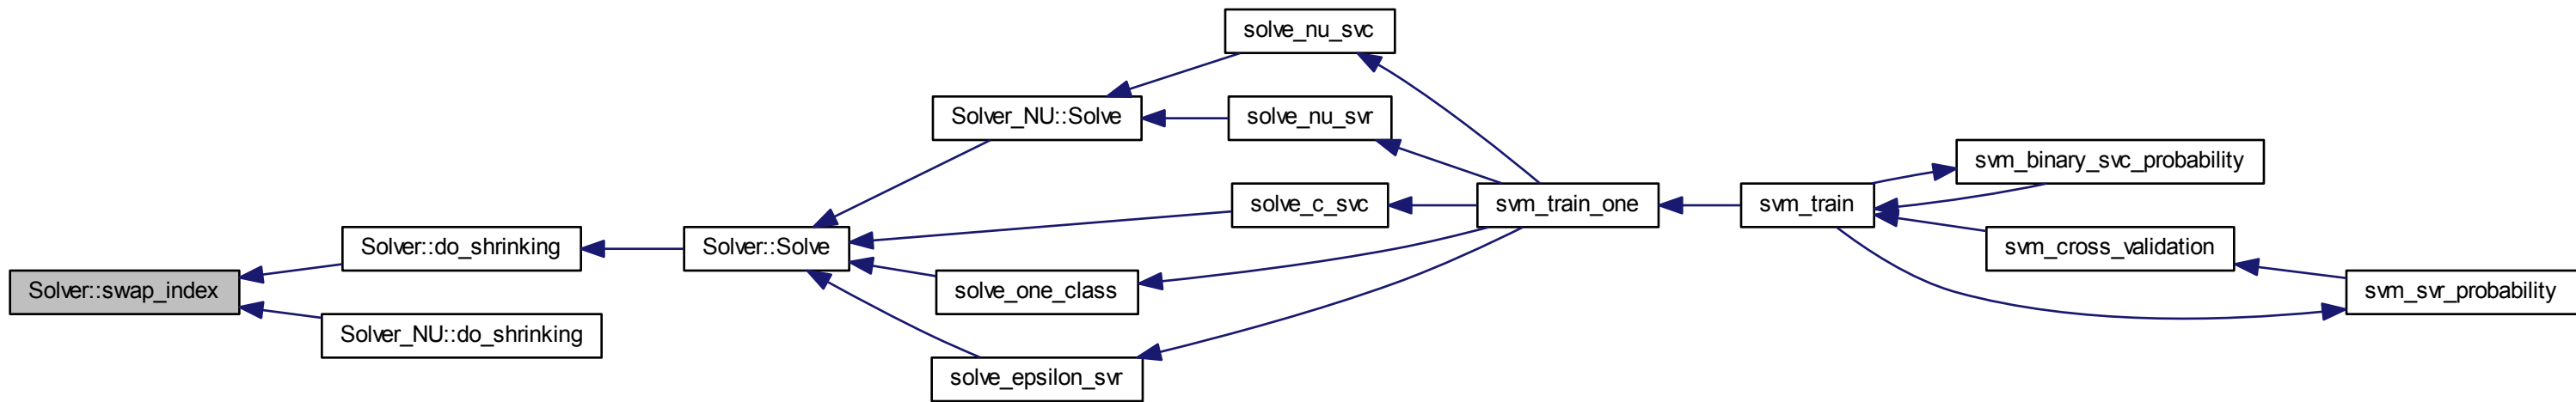 solve_nu_svc
Solver_NU::Solve
solve_nu_svr
svm_binary_svc_probability
solve_c_svc
svm_train_one
svm_train
Solver::do_shrinking
Solver::Solve
svm_cross_validation
Solver::swap_index
solve_one_class
svm_svr_probability
Solver_NU::do_shrinking
solve_epsilon_svr